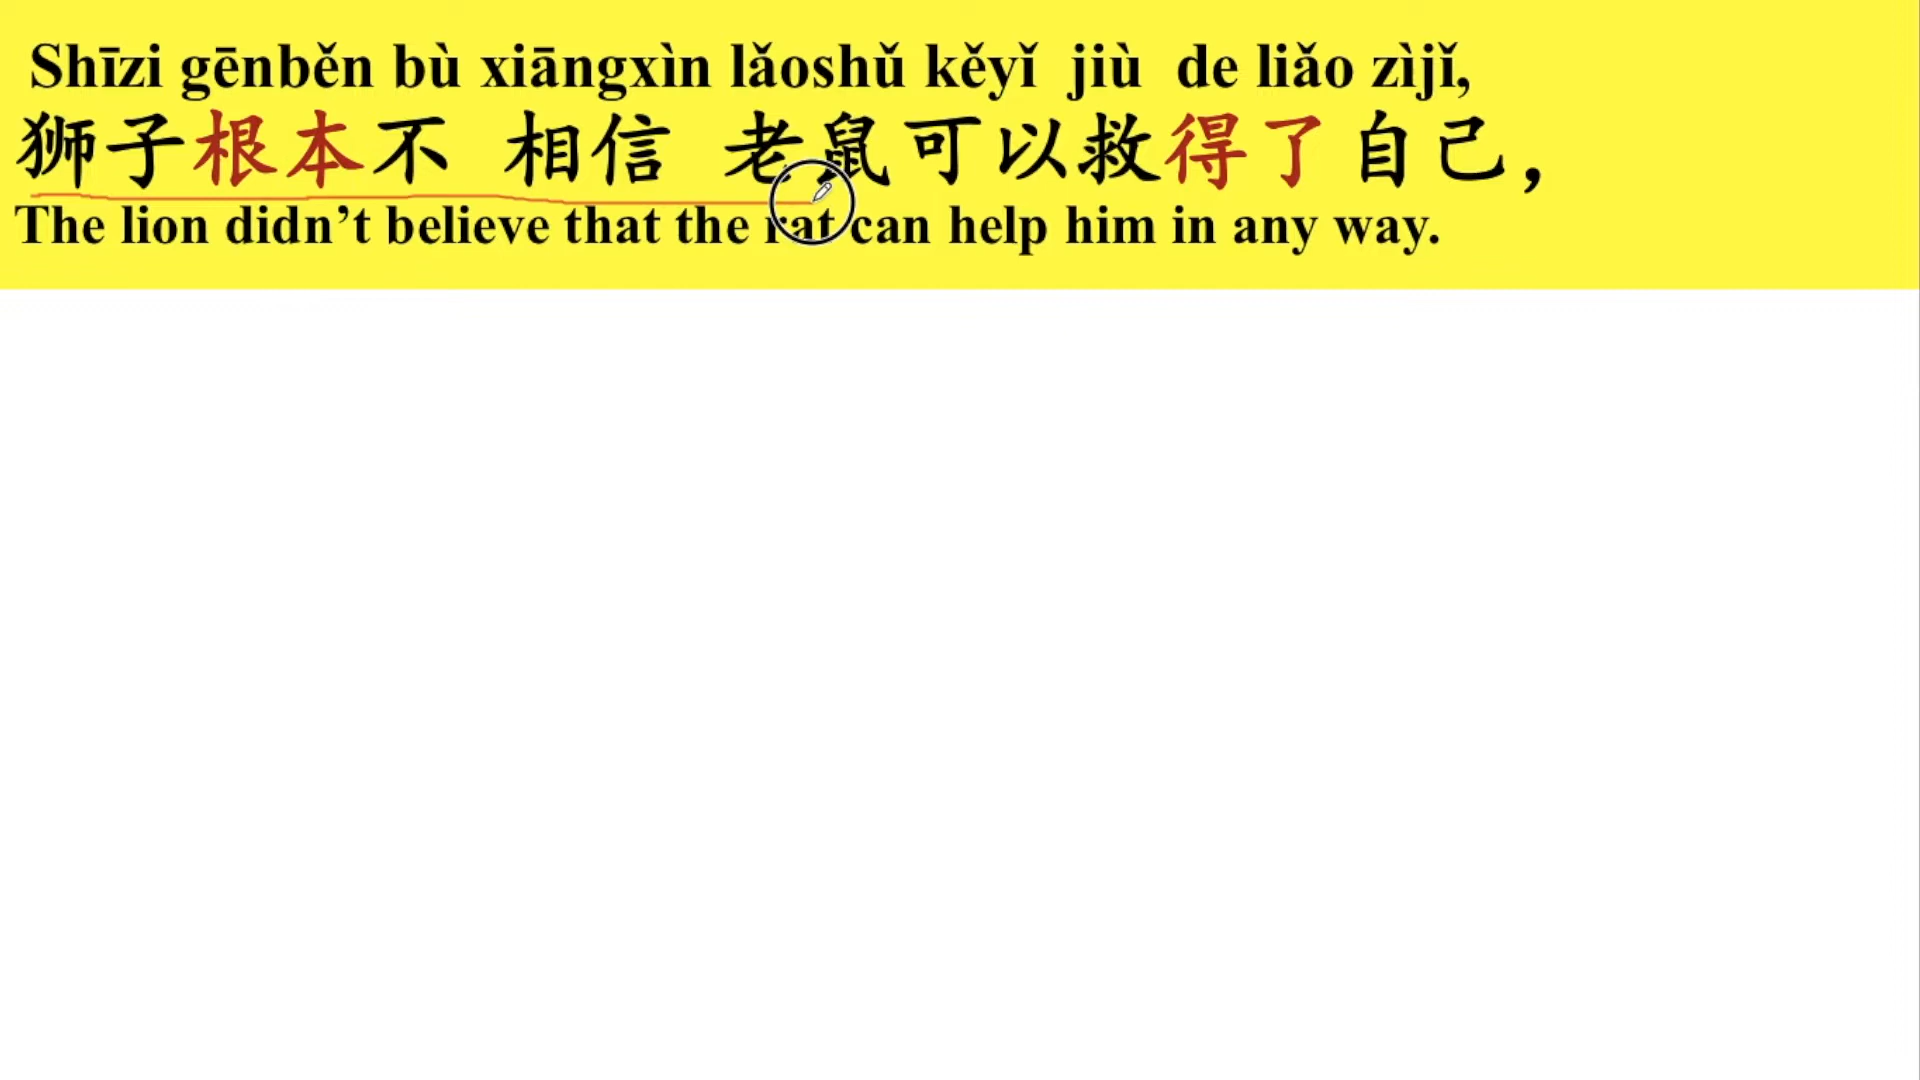 Shīzi gēnběn bù xiāngxìn lǎoshǔ kěyǐ jiù de liǎo zìjǐ,
狮子根本不 相信 老鼠可以救得了自己，
The lion didn’t believe that the rat can help him in any way.